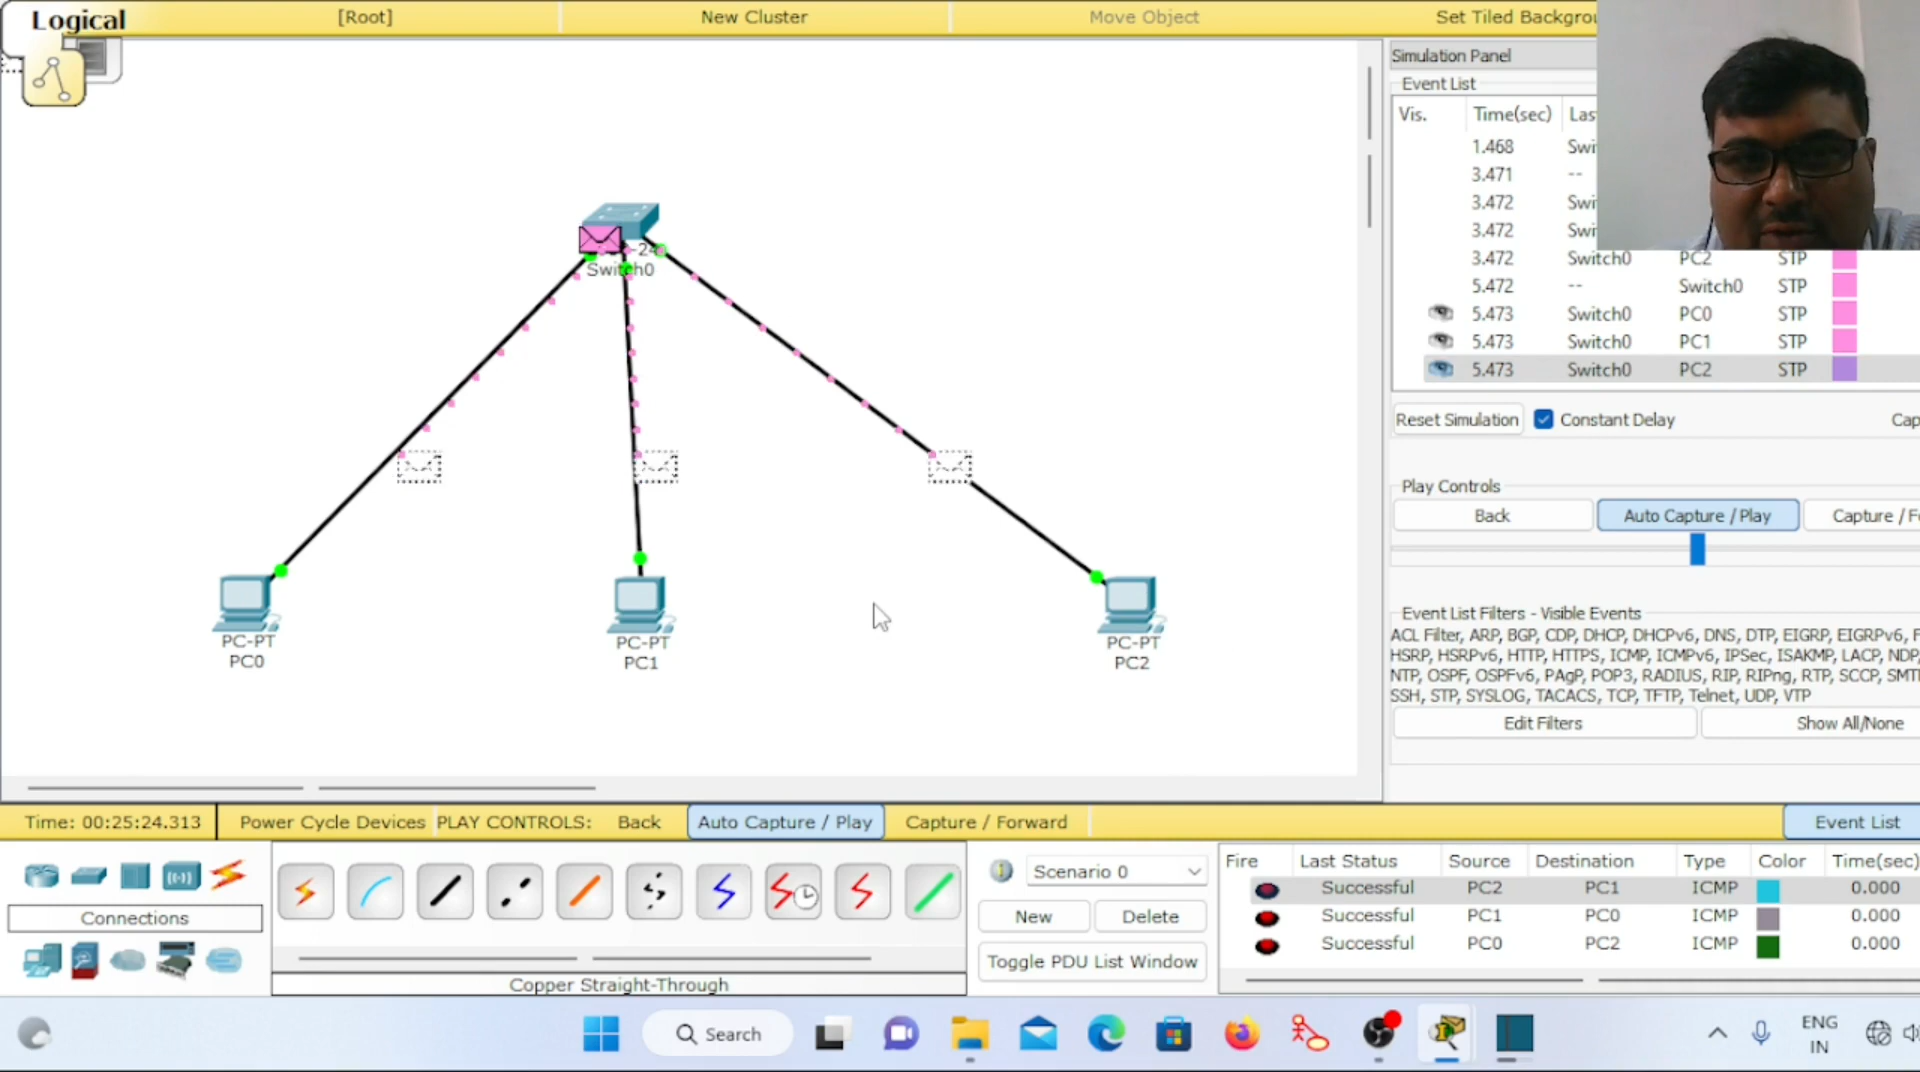 Logical [Root] New Cluster Move Object Set Tiled
Simulation Panel
Event List
Vis. Time(sec)
1.468
3.471 --
3.472
3.472
3.472 Switch0 PC2 STP
5.472 -- Switch0 STP
5.473 Switch0 PC0 STP
5.473 Switch0 PC1 STP
5.473 Switch0 PC2 STP
-24
Switch0
PC-PT
PC0
PC-PT
PC1
PC-PT
PC2
Reset Simulation Constant Delay
Play Controls
Back Auto Capture / Play Capture /
Event List Filters - Visible Events
ACL Filter, ARP, BGP, CDP, DHCP, DHCPv6, DNS, DTP, EIGRP, EIGRPv6,
HSRP, HSRPv6, HTTP, HTTPS, ICMP, ICMPv6, IPSec, ISAKMP, LACP, NDP,
NTP, OSPF, OSPFv6, PAgP, POP3, RADIUS, RIP, RIPng, RTP, SCCP,
SSH, STP, SYSLOG, TACACS, TCP, TFTP, Telnet, UDP, VTP
Edit Filters Show All/None
Time: 00:25:24.313 Power Cycle Devices PLAY CONTROLS: Back Auto Capture / Play Capture / Forward Event List
Connections
Copper Straight-Through
Scenario 0
New Delete
Toggle PDU List Window
Fire Last Status Source Destination Type Color Time(sec)
Successful PC2 PC1 ICMP 0.000
Successful PC1 PC0 ICMP 0.000
Successful PC0 PC2 ICMP 0.000
Search
ENG
IN